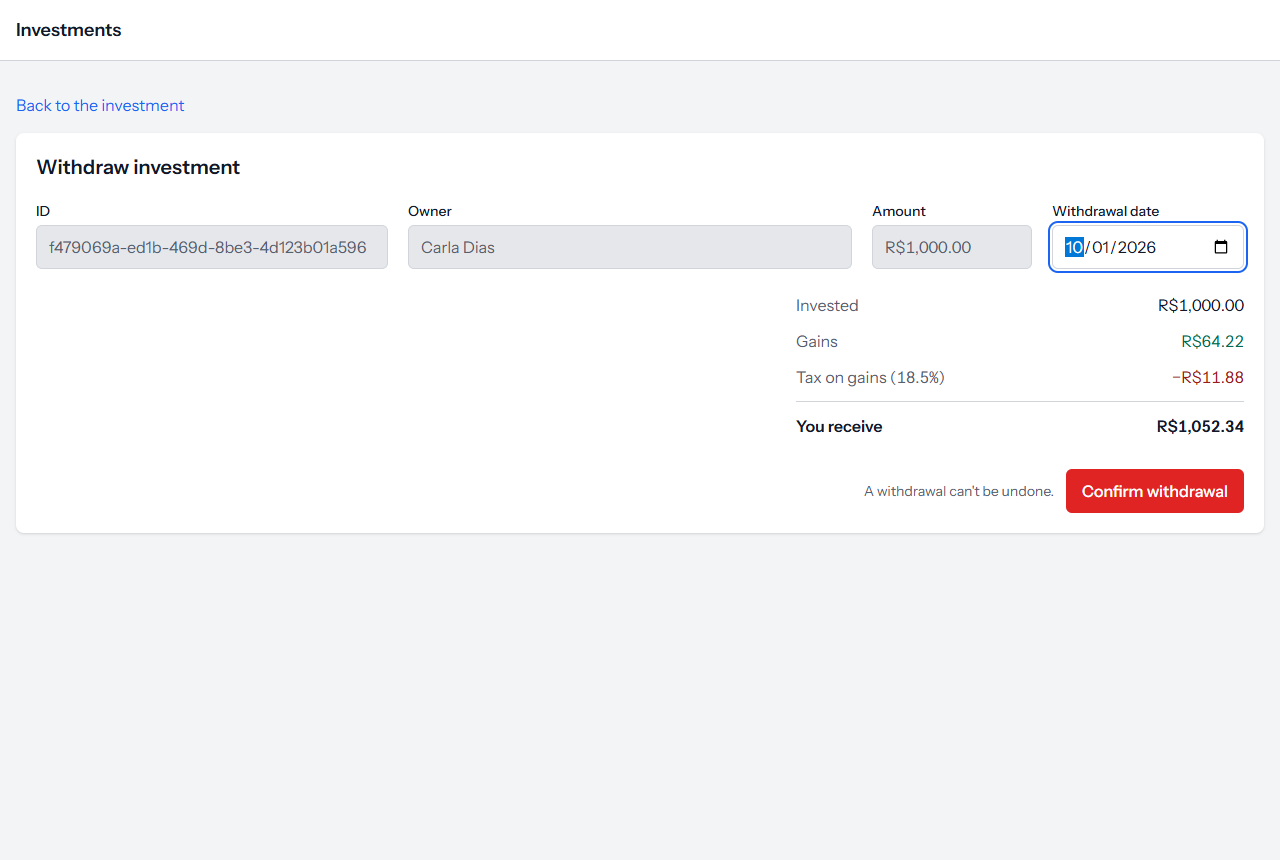 Investments
Back to the investment
Withdraw investment
ID
Owner
Amount
Withdrawal date
f479069a-ed1b-469d-8be3-4d123b01a596
Carla Dias
R$1,000.00
10/01/2026
Invested
R$1,000.00
Gains
R$64.22
Tax on gains (18.5%)
−R$11.88
You receive
R$1,052.34
A withdrawal can't be undone.
Confirm withdrawal